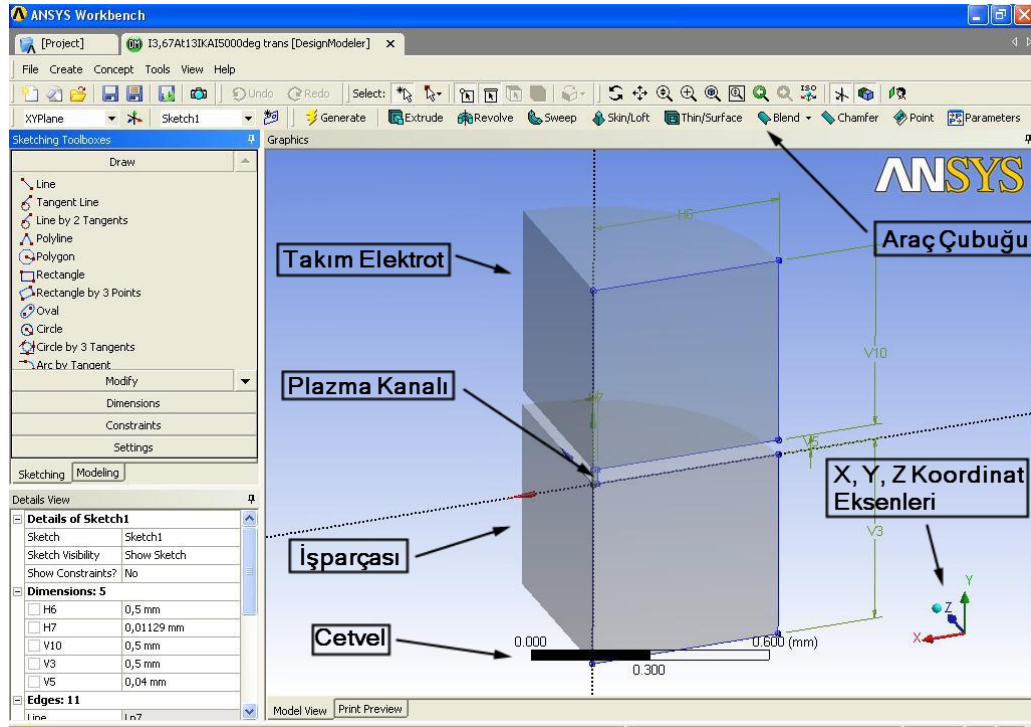 ANSYS Workbench
[Project]
I3,67At13IKAI5000deg trans [DesignModeler]
File Create Concept Tools View Help
Undo Redo Select: ISO
XYPlane Sketch1 Generate Extrude Revolve Sweep Skin/Loft Thin/Surface Blend Chamfer Point Parameters
Sketching Toolboxes
Draw
Line
Tangent Line
Line by 2 Tangents
Polyline
Polygon
Rectangle
Rectangle by 3 Points
Oval
Circle
Circle by 3 Tangents
Arc by Tangent
Modify
Dimensions
Constraints
Settings
Sketching Modeling
Details View
Details of Sketch1
Sketch Sketch1
Sketch Visibility Show Sketch
Show Constraints? No
Dimensions: 5
H6 0,5 mm
H7 0,01129 mm
V10 0,5 mm
V3 0,5 mm
V5 0,04 mm
Edges: 11
Line Ln7
Graphics
ANSYS
H6
Araç Çubuğu
Takım Elektrot
V10
Plazma Kanalı
V5
X, Y, Z Koordinat
Eksenleri
V3
İşparçası
Y
Z
X
Cetvel
0.000 0.600 (mm)
0.300
Model View Print Preview